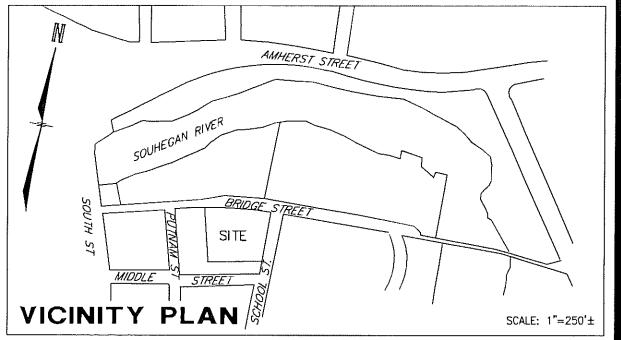 N
AMHERST STREET
SOUHEGAN RIVER
BRIDGE STREET
SOUTH ST
PUTNAM ST
SITE
MIDDLE STREET
SCHOOL ST.
VICINITY PLAN
SCALE: 1"=250'±